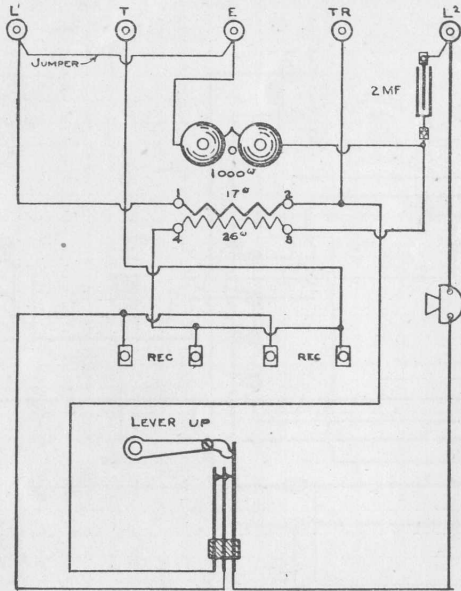 L' T E TR L²
JUMPER
2 MF
1000ω
1 17ω 2
4 26ω 3
REC REC
LEVER UP